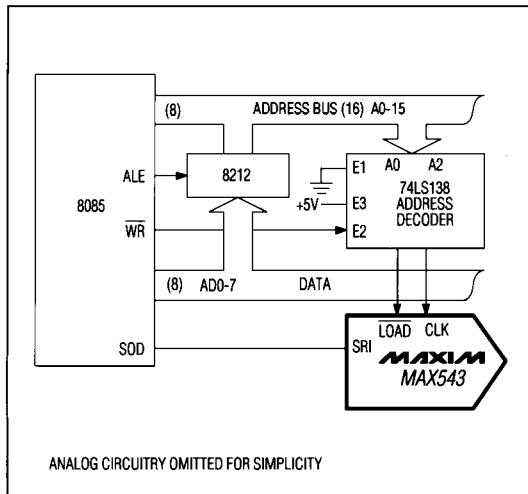 (8) ADDRESS BUS (16) A0-15
ALE
8212
E1 A0 A2
74LS138
ADDRESS
DECODER
+5V
E3
E2
8085
WR
(8) AD0-7 DATA
LOAD CLK
SOD
SRI
MAXIM
MAX543
ANALOG CIRCUITRY OMITTED FOR SIMPLICITY